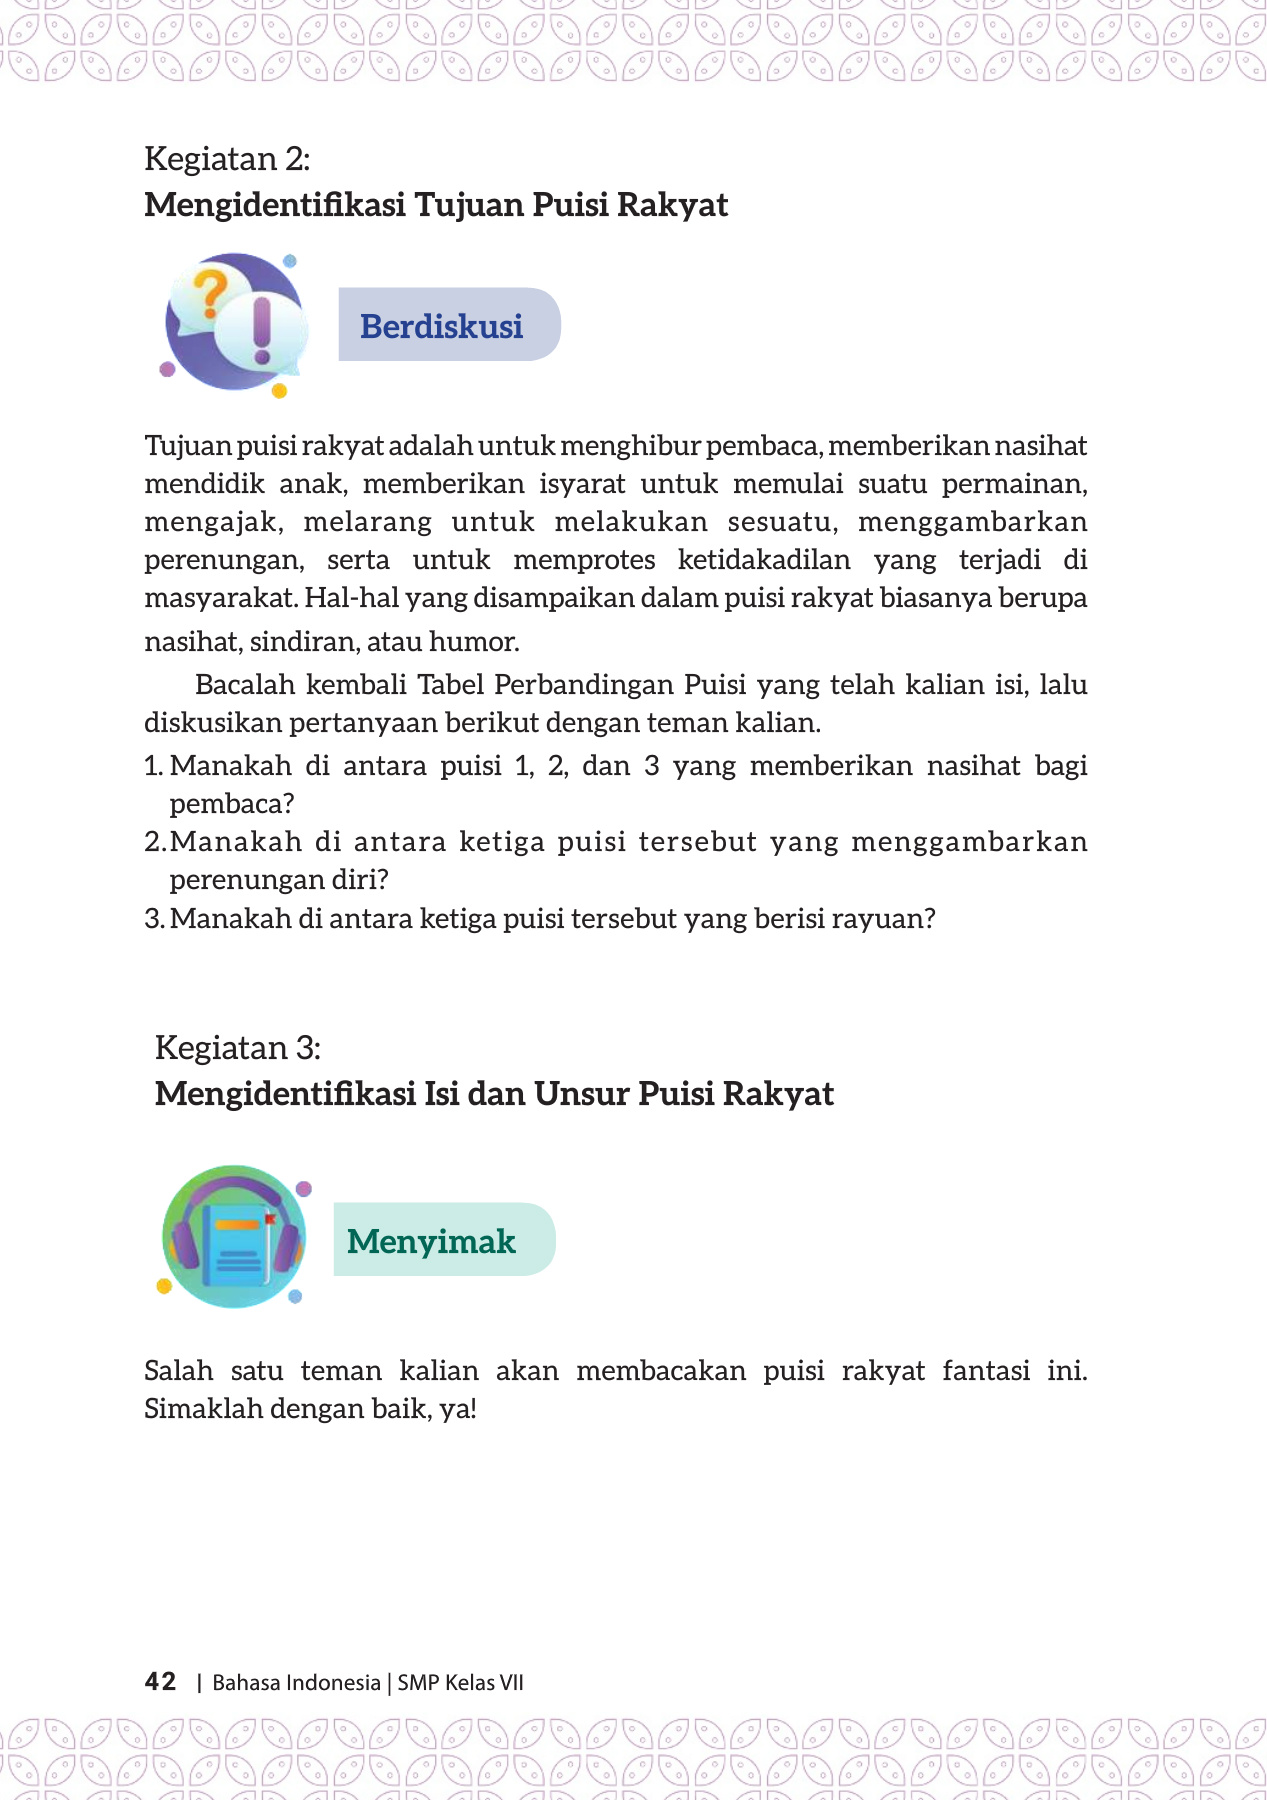 Kegiatan 2:
Mengidentifikasi Tujuan Puisi Rakyat
Berdiskusi
Tujuan puisi rakyat adalah untuk menghibur pembaca, memberikan nasihat
mendidik anak, memberikan isyarat untuk memulai suatu permainan,
mengajak, melarang untuk melakukan sesuatu, menggambarkan
perenungan, serta untuk memprotes ketidakadilan yang terjadi di
masyarakat. Hal-hal yang disampaikan dalam puisi rakyat biasanya berupa
nasihat, sindiran, atau humor.
Bacalah kembali Tabel Perbandingan Puisi yang telah kalian isi, lalu
diskusikan pertanyaan berikut dengan teman kalian.
1. Manakah di antara puisi 1, 2, dan 3 yang memberikan nasihat bagi
pembaca?
2. Manakah di antara ketiga puisi tersebut yang menggambarkan
perenungan diri?
3. Manakah di antara ketiga puisi tersebut yang berisi rayuan?
Kegiatan 3:
Mengidentifikasi Isi dan Unsur Puisi Rakyat
Menyimak
Salah satu teman kalian akan membacakan puisi rakyat fantasi ini.
Simaklah dengan baik, ya!
42 | Bahasa Indonesia | SMP Kelas VII